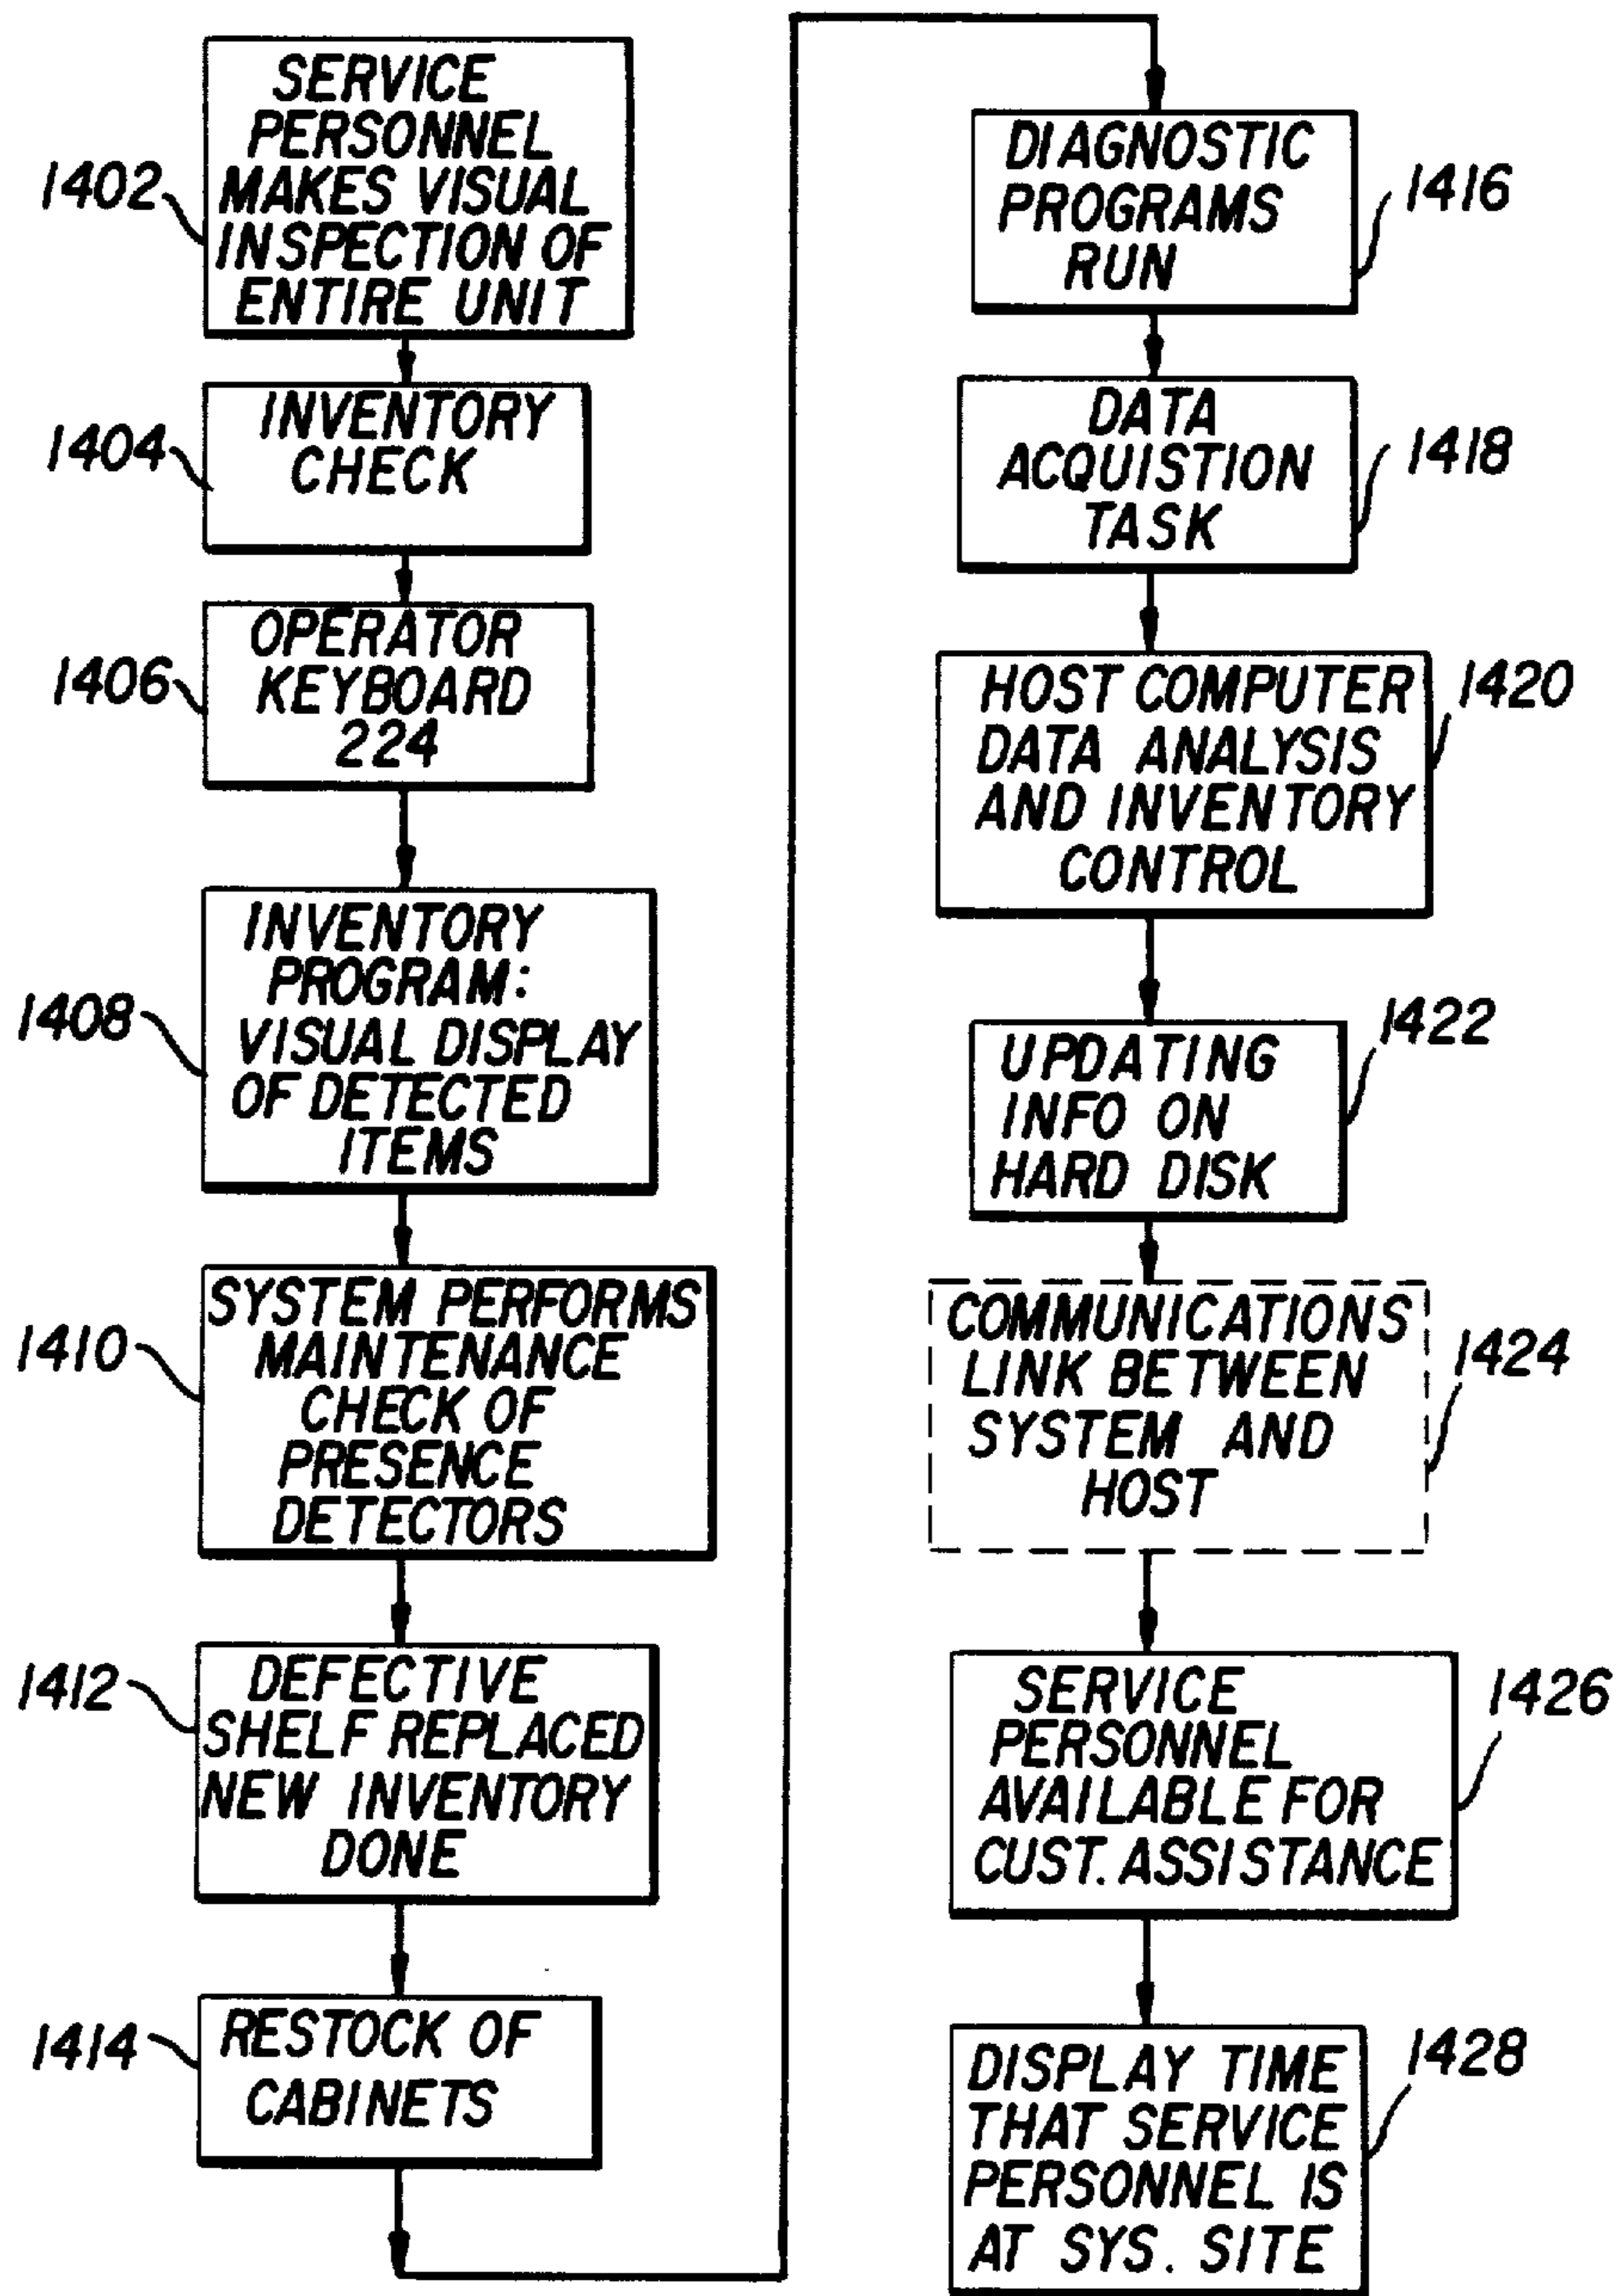 1402
SERVICE
PERSONNEL
MAKES VISUAL
INSPECTION OF
ENTIRE UNIT
1404
INVENTORY
CHECK
1406
OPERATOR
KEYBOARD
224
1408
INVENTORY
PROGRAM:
VISUAL DISPLAY
OF DETECTED
ITEMS
1410
SYSTEM PERFORMS
MAINTENANCE
CHECK OF
PRESENCE
DETECTORS
1412
DEFECTIVE
SHELF REPLACED
NEW INVENTORY
DONE
1414
RESTOCK OF
CABINETS
DIAGNOSTIC
PROGRAMS
RUN
1416
DATA
ACQUISTION
TASK
1418
HOST COMPUTER
DATA ANALYSIS
AND INVENTORY
CONTROL
1420
UPDATING
INFO ON
HARD DISK
1422
COMMUNICATIONS
LINK BETWEEN
SYSTEM AND
HOST
1424
SERVICE
PERSONNEL
AVAILABLE FOR
CUST. ASSISTANCE
1426
DISPLAY TIME
THAT SERVICE
PERSONNEL IS
AT SYS. SITE
1428